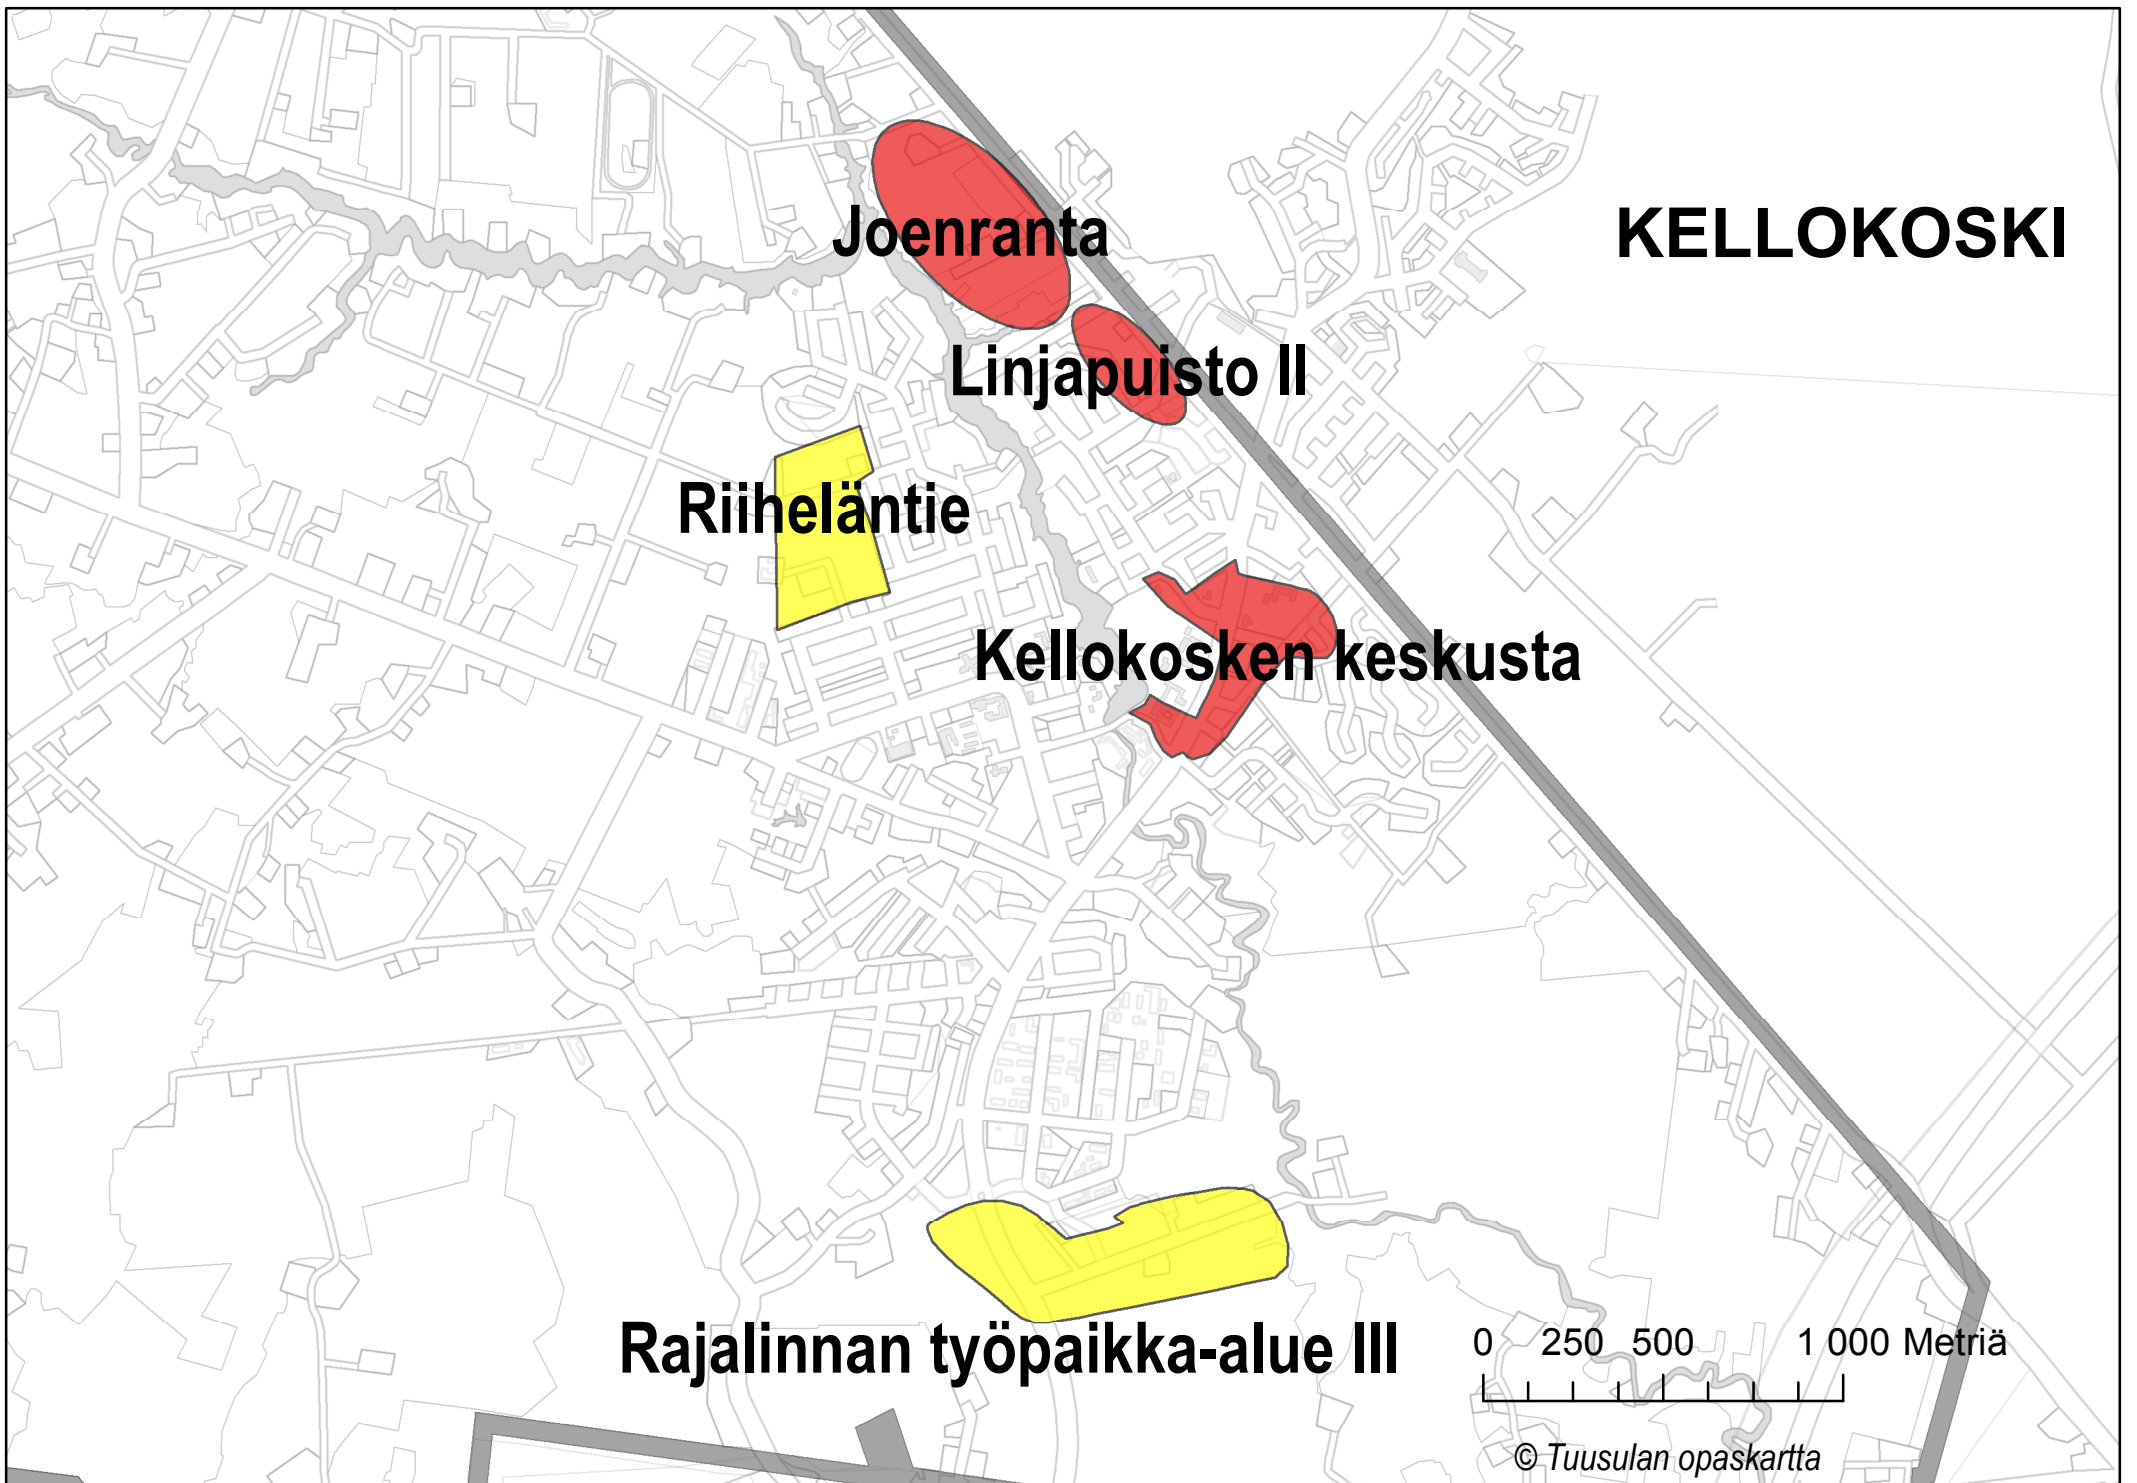 KELLOKOSKI
Joenranta
Linjapuisto II
Riiheläntie
Kellokosken keskusta
Rajalinnan työpaikka-alue III
0 250 500 1 000 Metriä
© Tuusulan opaskartta